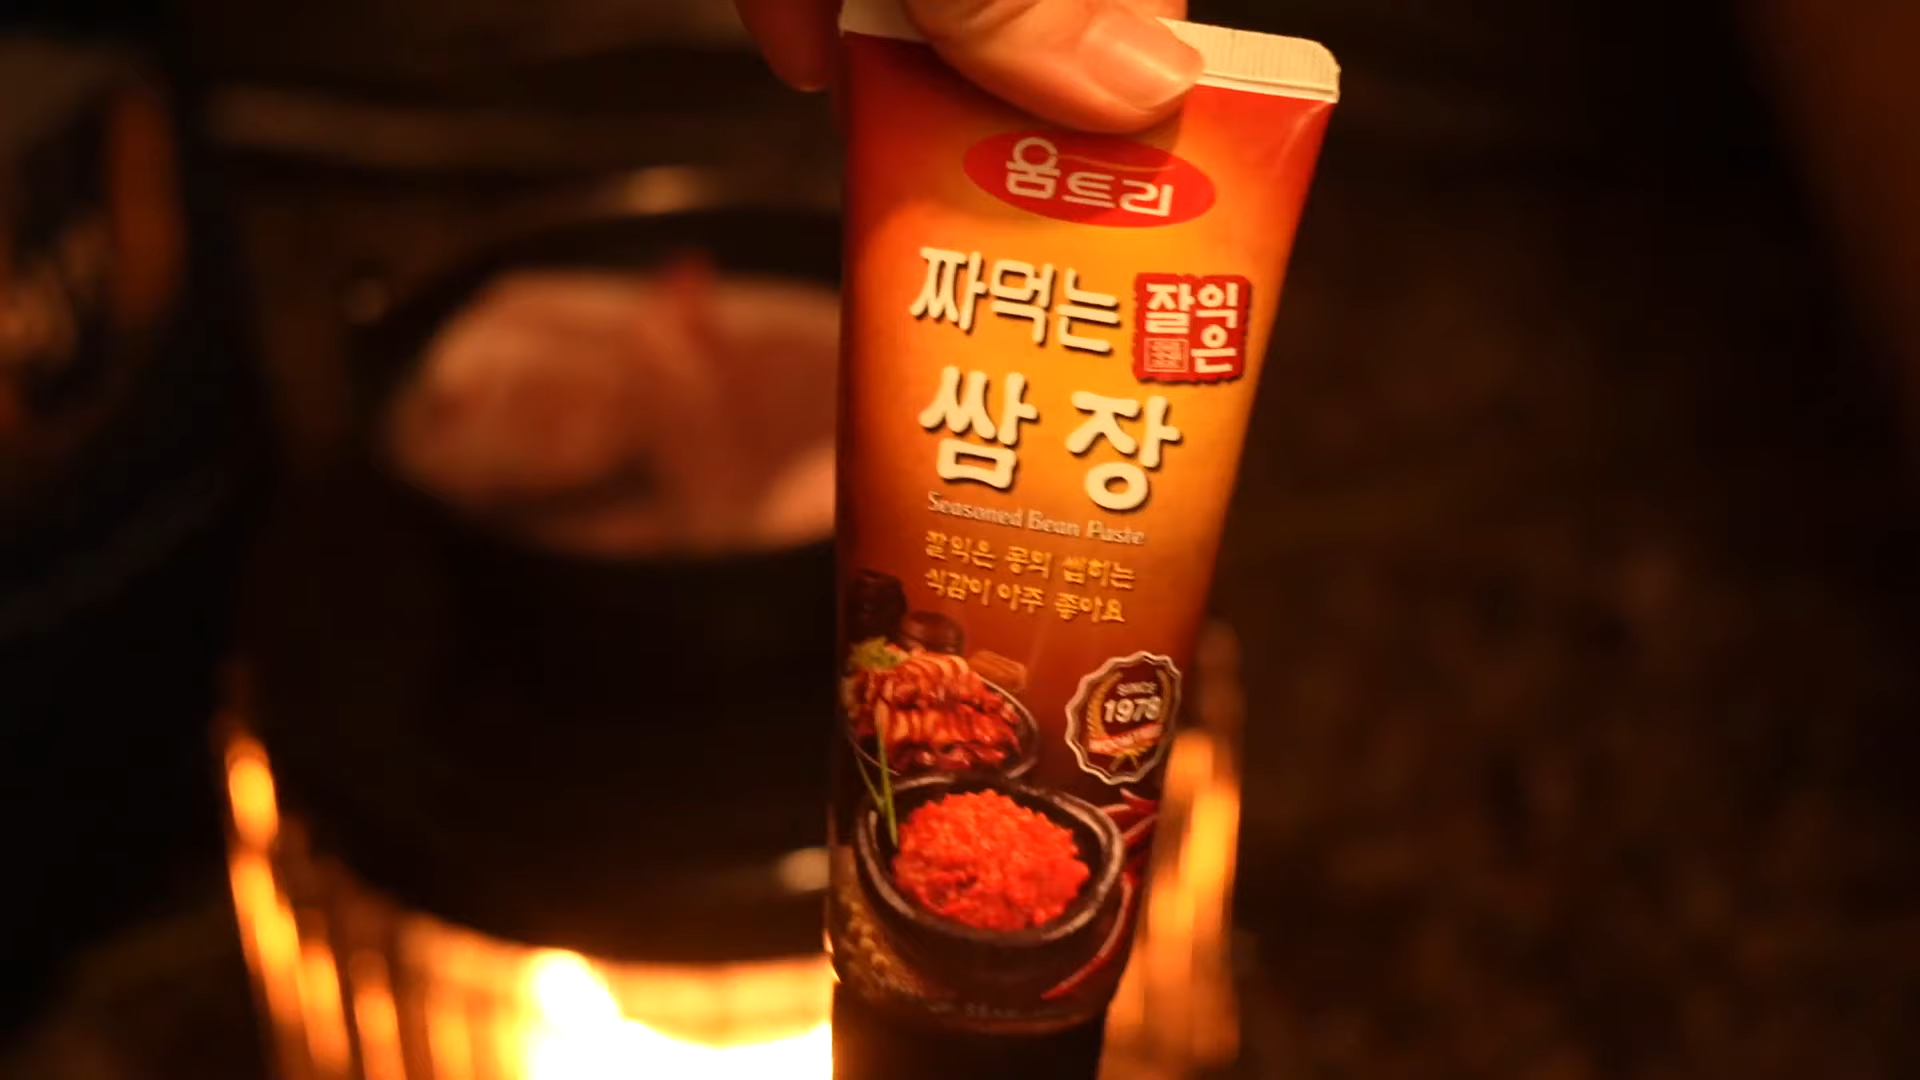 움트리
짜먹는
잘익은
쌈장
Seasoned Bean Paste
잘익은 콩의 씹히는
식감이 아주 좋아요
SINCE
1978